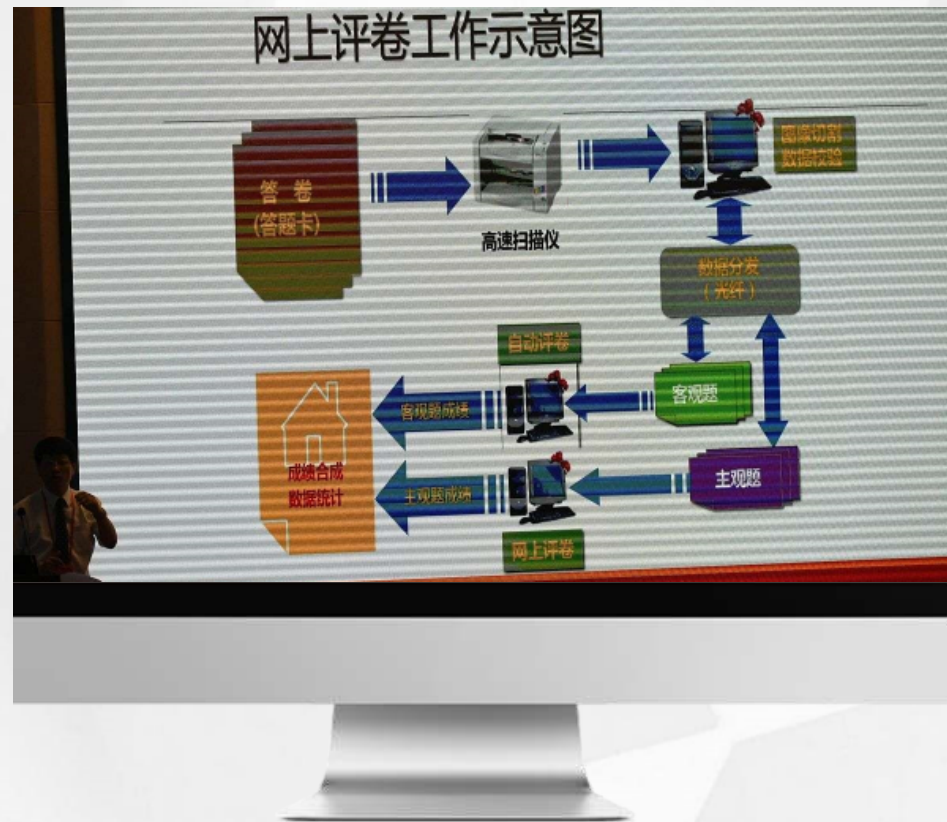 网上评卷工作示意图
答 卷
(答题卡)
高速扫描仪
图像切割
数据校验
数据分发
(光纤)
自动评卷
客观题
客观题成绩
成绩合成
数据统计
主观题成绩
主观题
网上评卷